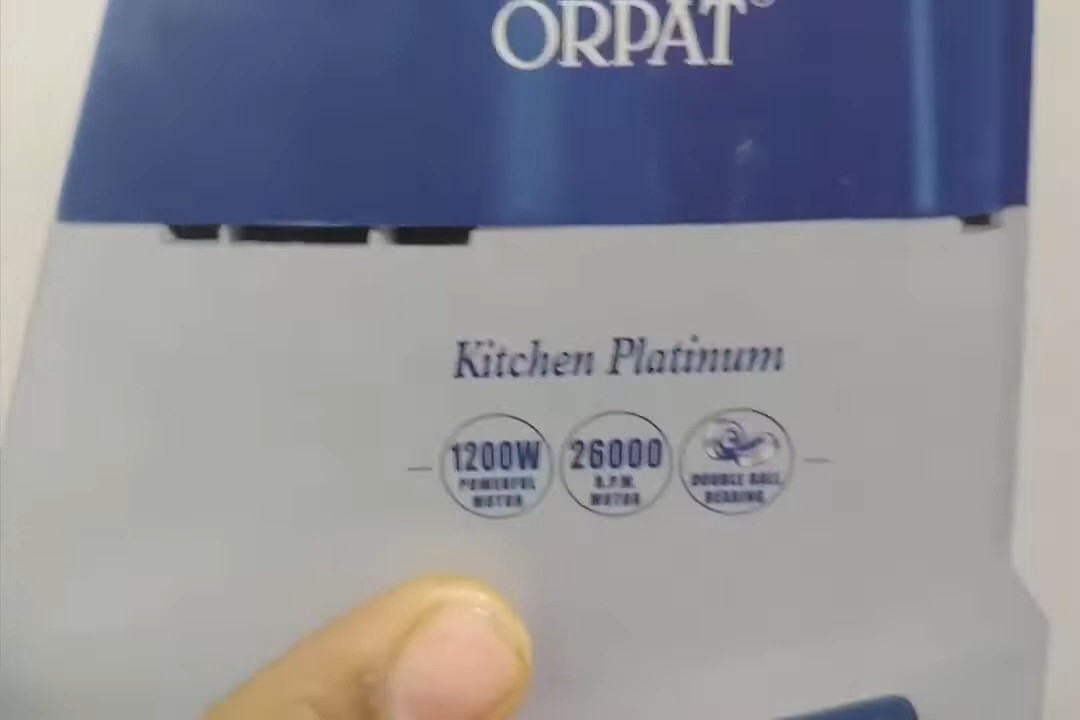 ORPAT
Kitchen Platinum
1200W
POWERFUL
MOTOR
26000
R.P.M.
MOTOR
DOUBLE BALL
BEARING